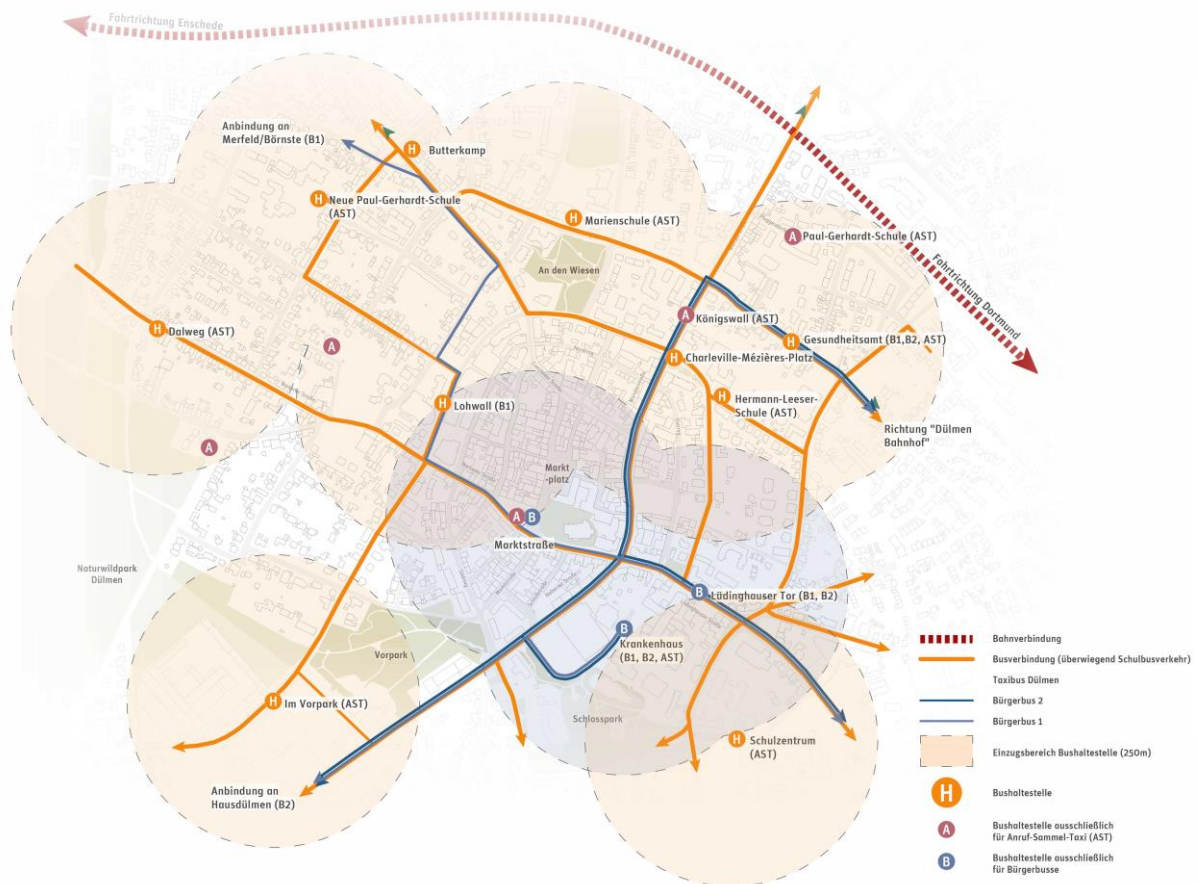 Fahrtrichtung Enschede
Anbindung an
Merfeld/Börnste (B1)
H
Butterkamp
H
Neue Paul-Gerhardt-Schule
(AST)
H
Marienschule (AST)
A
Paul-Gerhardt-Schule (AST)
Fahrtrichtung Dortmund
An den Wiesen
H
Dalweg (AST)
A
A
Königswall (AST)
H
Gesundheitsamt (B1,B2, AST)
H
Charleville-Mézières-Platz
H
Hermann-Leeser-
Schule (AST)
H
Lohwall (B1)
Richtung "Dülmen
Bahnhof"
A
Markt
-platz
A
B
Marktstraße
Naturwildpark
Dülmen
B
Lüdinghauser Tor (B1, B2)
B
Krankenhaus
(B1, B2, AST)
Vorpark
H
Im Vorpark (AST)
Schlosspark
H
Schulzentrum
(AST)
Anbindung an
Hausdülmen (B2)
Bahnverbindung
Busverbindung (überwiegend Schulbusverkehr)
Taxibus Dülmen
Bürgerbus 2
Bürgerbus 1
Einzugsbereich Bushaltestelle (250m)
H
Bushaltestelle
A
Bushaltestelle ausschließlich
für Anruf-Sammel-Taxi (AST)
B
Bushaltestelle ausschließlich
für Bürgerbusse